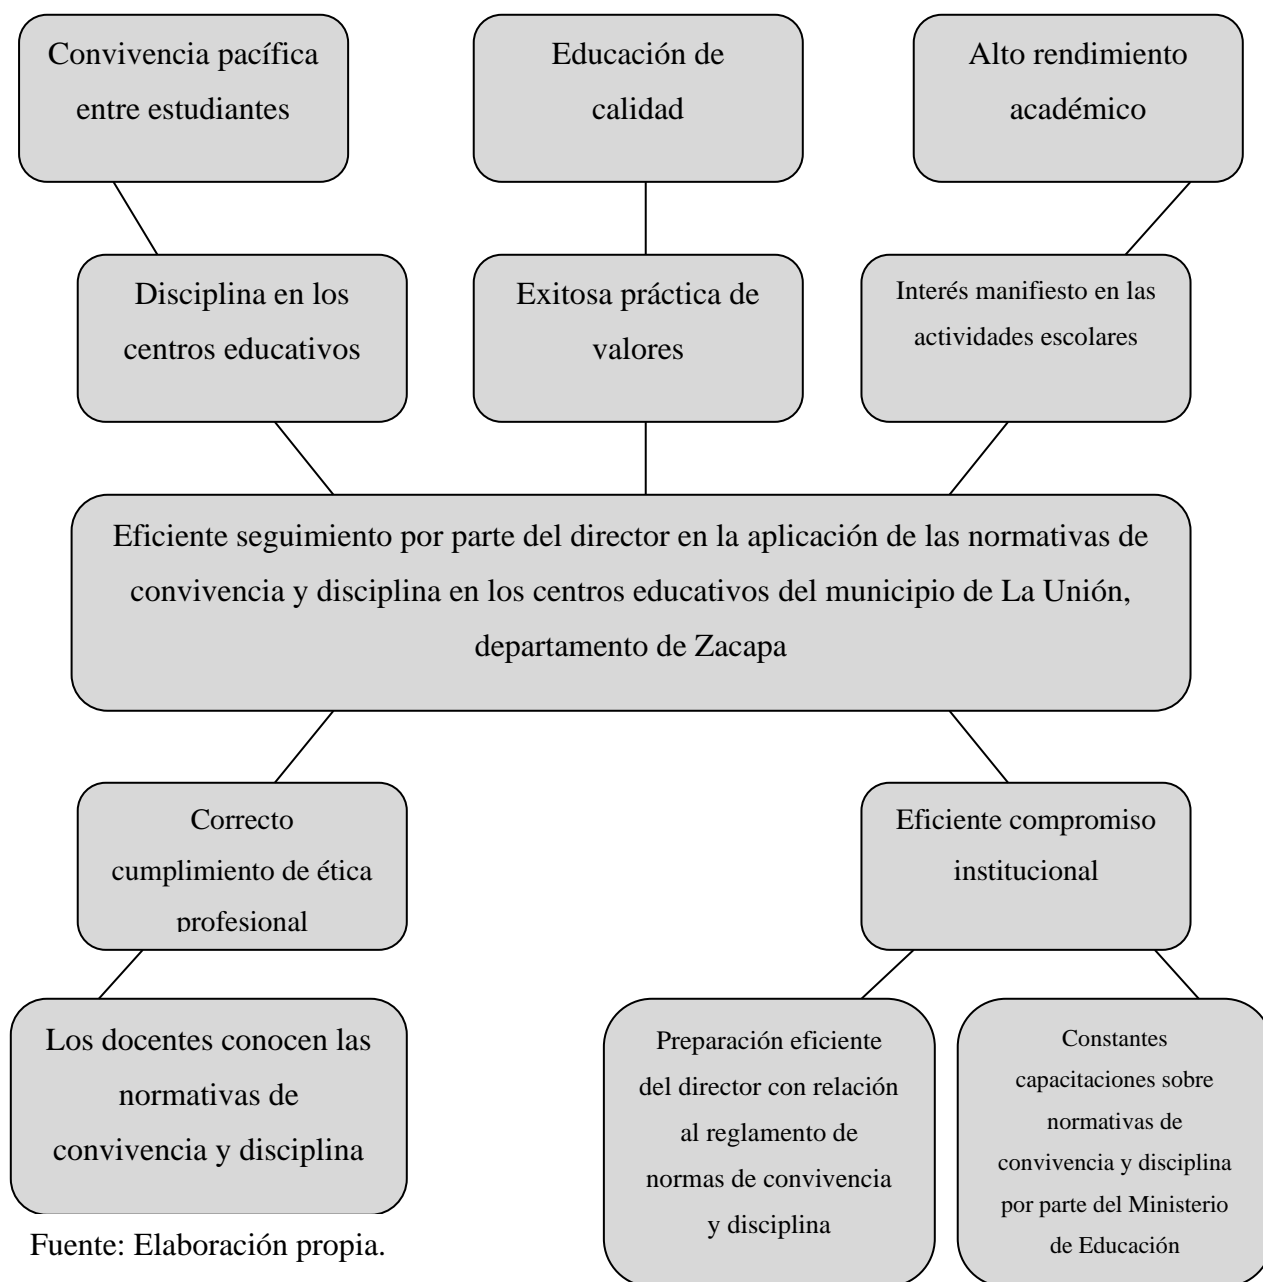 Convivencia pacífica
entre estudiantes
Educación de
calidad
Alto rendimiento
académico
Disciplina en los
centros educativos
Exitosa práctica de
valores
Interés manifiesto en las
actividades escolares
Eficiente seguimiento por parte del director en la aplicación de las normativas de
convivencia y disciplina en los centros educativos del municipio de La Unión,
departamento de Zacapa
Correcto
cumplimiento de ética
profesional
Eficiente compromiso
institucional
Los docentes conocen las
normativas de
convivencia y disciplina
Preparación eficiente
del director con relación
al reglamento de
normas de convivencia
y disciplina
Constantes
capacitaciones sobre
normativas de
convivencia y disciplina
por parte del Ministerio
de Educación
Fuente: Elaboración propia.